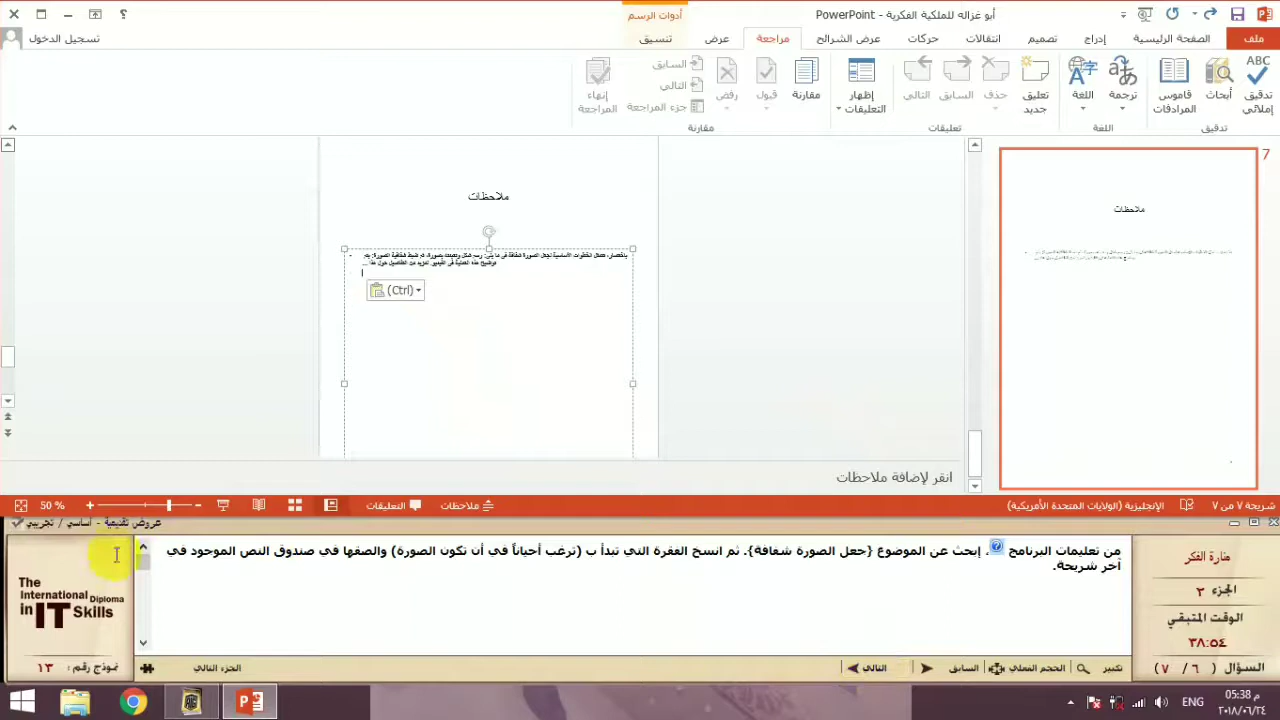 أبو غزاله للملكية الفكرية - PowerPoint
أدوات الرسم
ملف
الصفحة الرئيسية
إدراج
تصميم
انتقالات
حركات
عرض الشرائح
مراجعة
عرض
تنسيق
تسجيل الدخول
ABC
تدقيق إملائي
أبحاث
قاموس المرادفات
ترجمة
اللغة
تعليق جديد
حذف
السابق
التالي
إظهار التعليقات
مقارنة
قبول
رفض
السابق
التالي
جزء المراجعة
إنهاء المراجعة
تدقيق
اللغة
تعليقات
مقارنة
7
ملاحظات
ملاحظات
(Ctrl)
انقر لإضافة ملاحظات
شريحة ٧ من ٧
الإنجليزية (الولايات المتحدة الأمريكية)
ملاحظات
التعليقات
50 %
عروض تقديمية - أساسي / تجريبي
من تعليمات البرنامج . إبحث عن الموضوع {جعل الصورة شفافة}. ثم انسخ الفقرة التي تبدأ ب (ترغب أحياناً في أن تكون الصورة) والصقها في صندوق النص الموجود في
آخر شريحة.
منارة الفكر
الجزء ٢
الوقت المتبقي
٣٨:٥٤
السؤال ( ٦ / ٧ )
The
International Diploma
in IT Skills
نموذج رقم: ١٣
تكبير
الحجم الفعلي
السابق
التالي
الجزء التالي
ENG
05:38 م
٢٠١٨/٠٦/٢٤